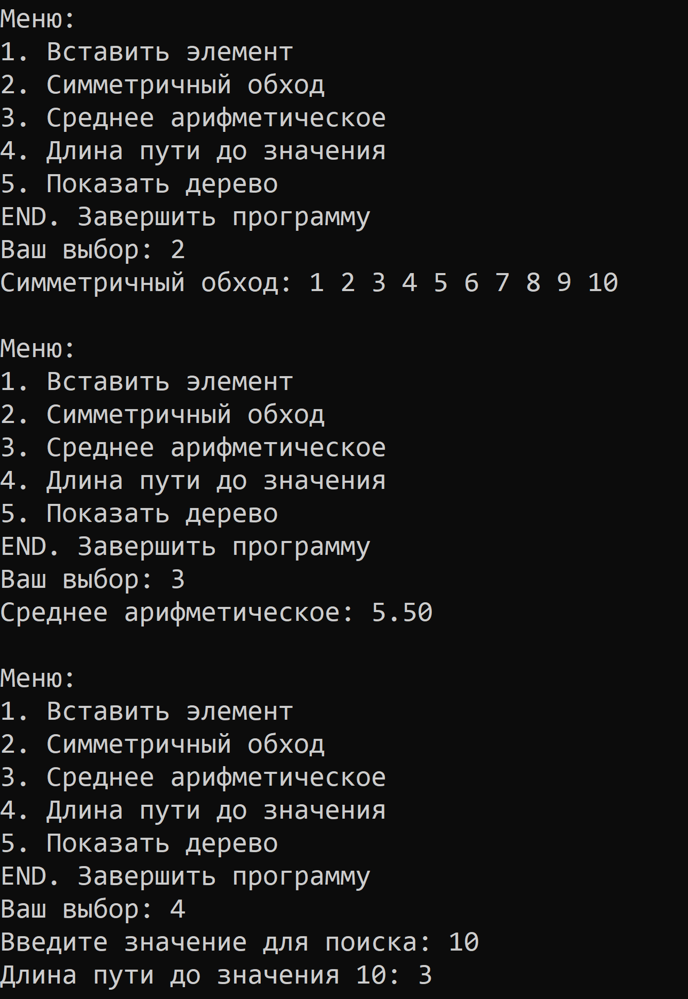 Меню:
1. Вставить элемент
2. Симметричный обход
3. Среднее арифметическое
4. Длина пути до значения
5. Показать дерево
END. Завершить программу
Ваш выбор: 2
Симметричный обход: 1 2 3 4 5 6 7 8 9 10

Меню:
1. Вставить элемент
2. Симметричный обход
3. Среднее арифметическое
4. Длина пути до значения
5. Показать дерево
END. Завершить программу
Ваш выбор: 3
Среднее арифметическое: 5.50

Меню:
1. Вставить элемент
2. Симметричный обход
3. Среднее арифметическое
4. Длина пути до значения
5. Показать дерево
END. Завершить программу
Ваш выбор: 4
Введите значение для поиска: 10
Длина пути до значения 10: 3